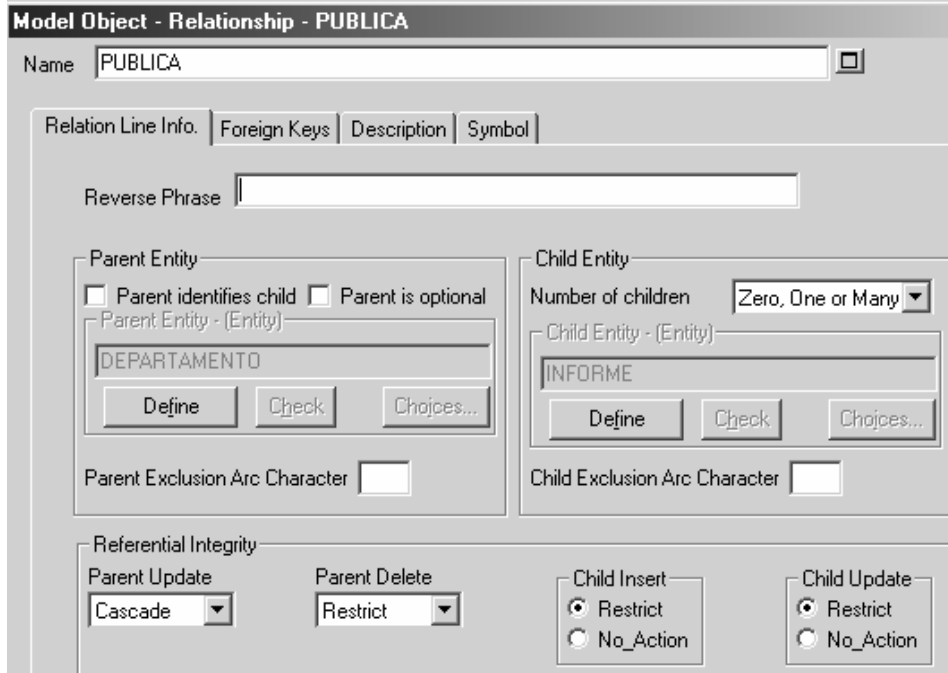 Model Object - Relationship - PUBLICA
Name PUBLICA
Relation Line Info. Foreign Keys Description Symbol
Reverse Phrase
Parent Entity
Parent identifies child Parent is optional
Parent Entity - (Entity)
DEPARTAMENTO
Define Check Choices...
Parent Exclusion Arc Character
Child Entity
Number of children Zero, One or Many
Child Entity - (Entity)
INFORME
Define Check Choices...
Child Exclusion Arc Character
Referential Integrity
Parent Update
Cascade
Parent Delete
Restrict
Child Insert
Restrict
No_Action
Child Update
Restrict
No_Action